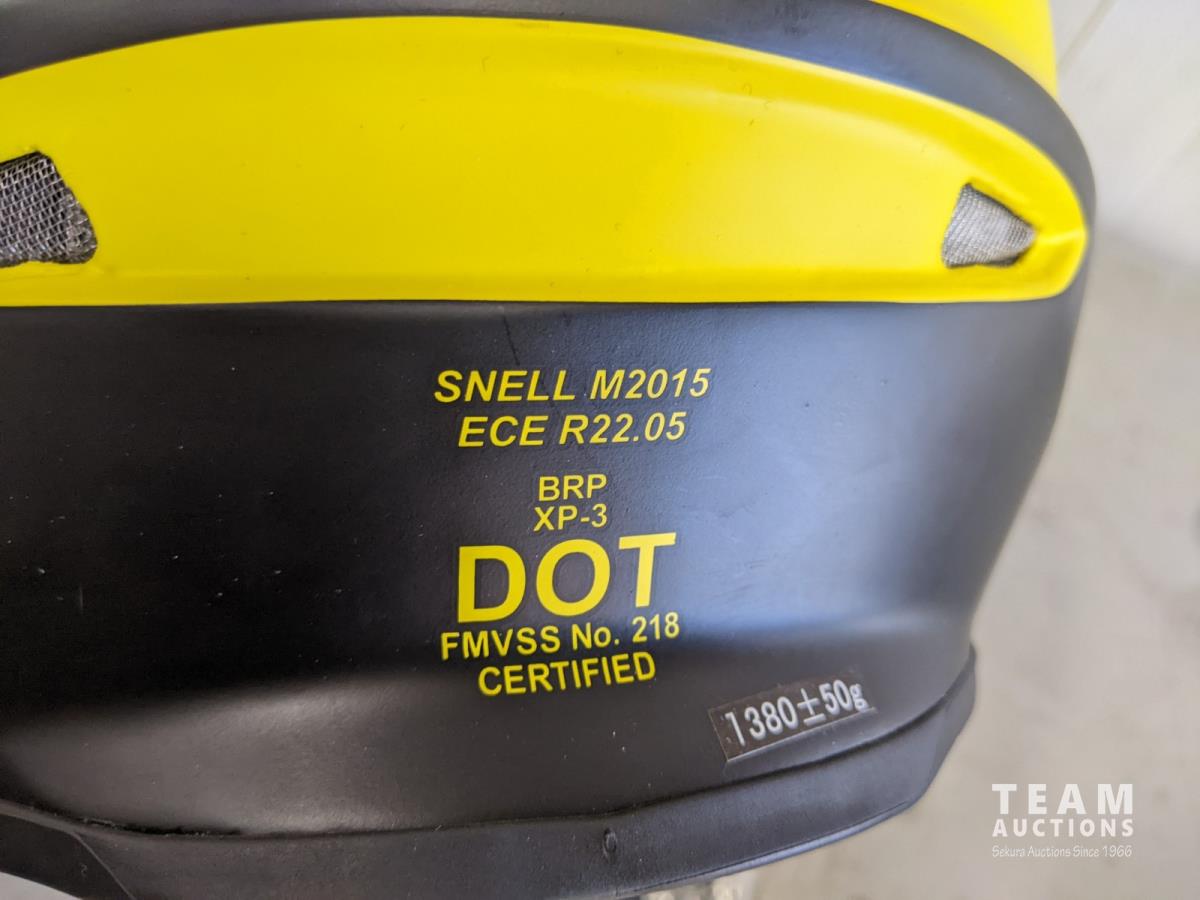 SNELL M2015
ECE R22.05
BRP
XP-3
DOT
FMVSS No. 218
CERTIFIED
1380±50g
TEAM
AUCTIONS
Sekura Auctions Since 1966